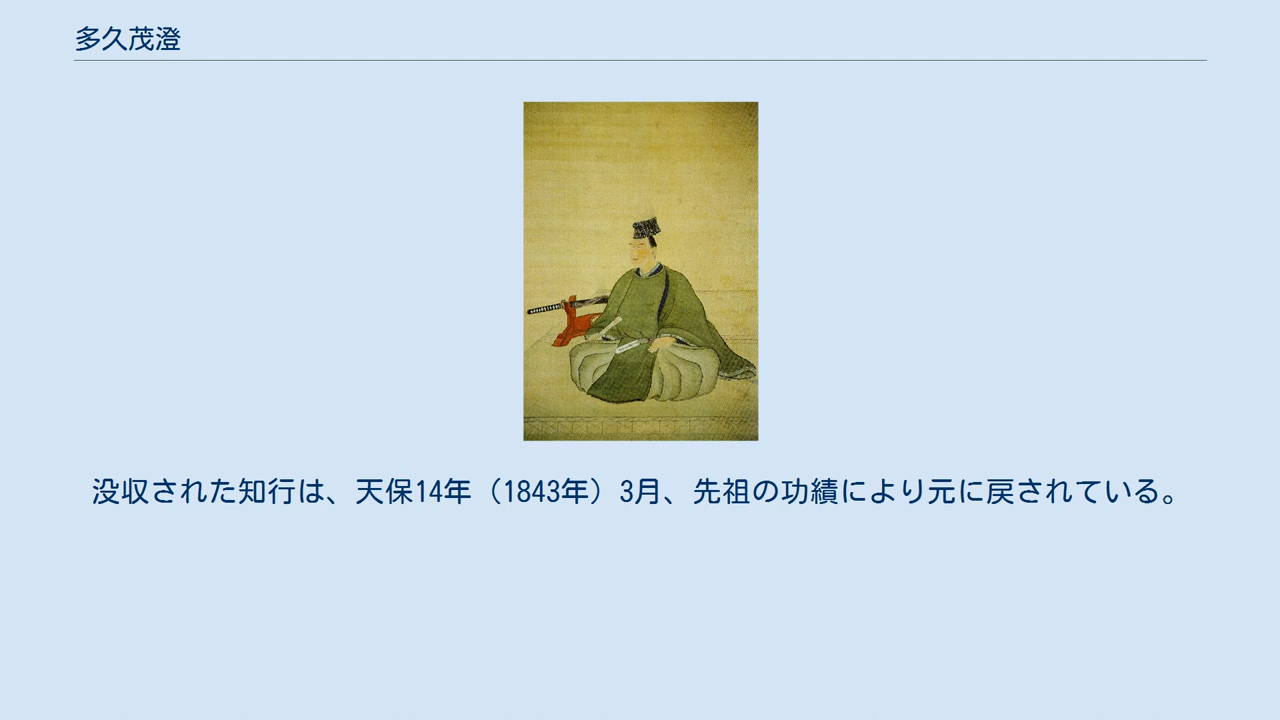 多久茂澄
没収された知行は、天保14年（1843年）3月、先祖の功績により元に戻されている。